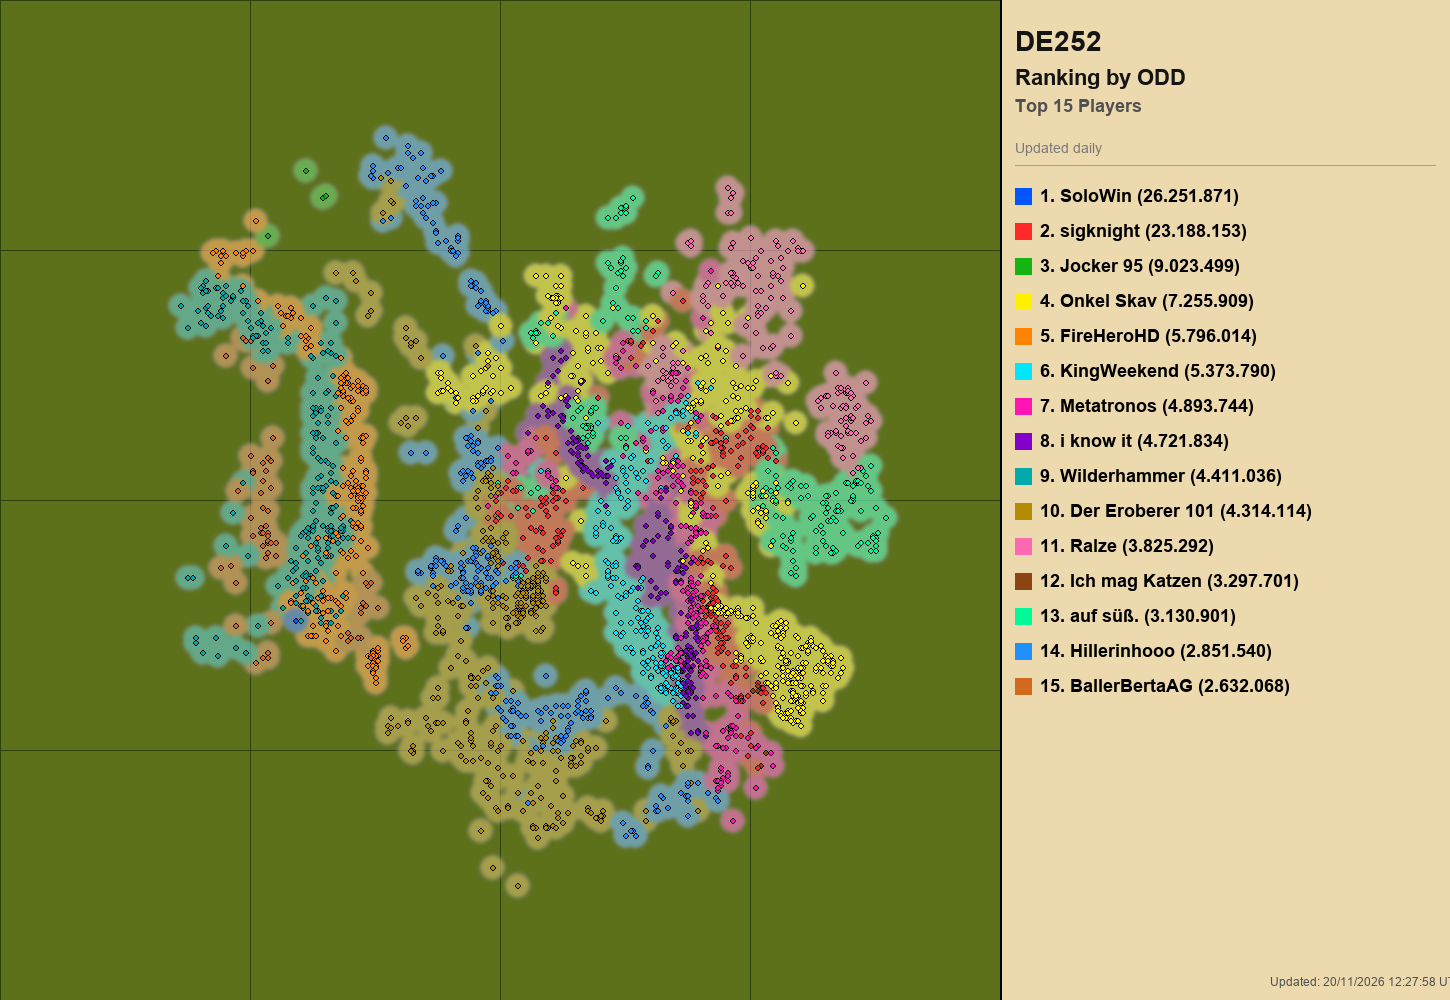 DE252
Ranking by ODD
Top 15 Players
Updated daily
1. SoloWin (26.251.871)
2. sigknight (23.188.153)
3. Jocker 95 (9.023.499)
4. Onkel Skav (7.255.909)
5. FireHeroHD (5.796.014)
6. KingWeekend (5.373.790)
7. Metatronos (4.893.744)
8. i know it (4.721.834)
9. Wilderhammer (4.411.036)
10. Der Eroberer 101 (4.314.114)
11. Ralze (3.825.292)
12. Ich mag Katzen (3.297.701)
13. auf süß. (3.130.901)
14. Hillerinhooo (2.851.540)
15. BallerBertaAG (2.632.068)
Updated: 20/11/2026 12:27:58